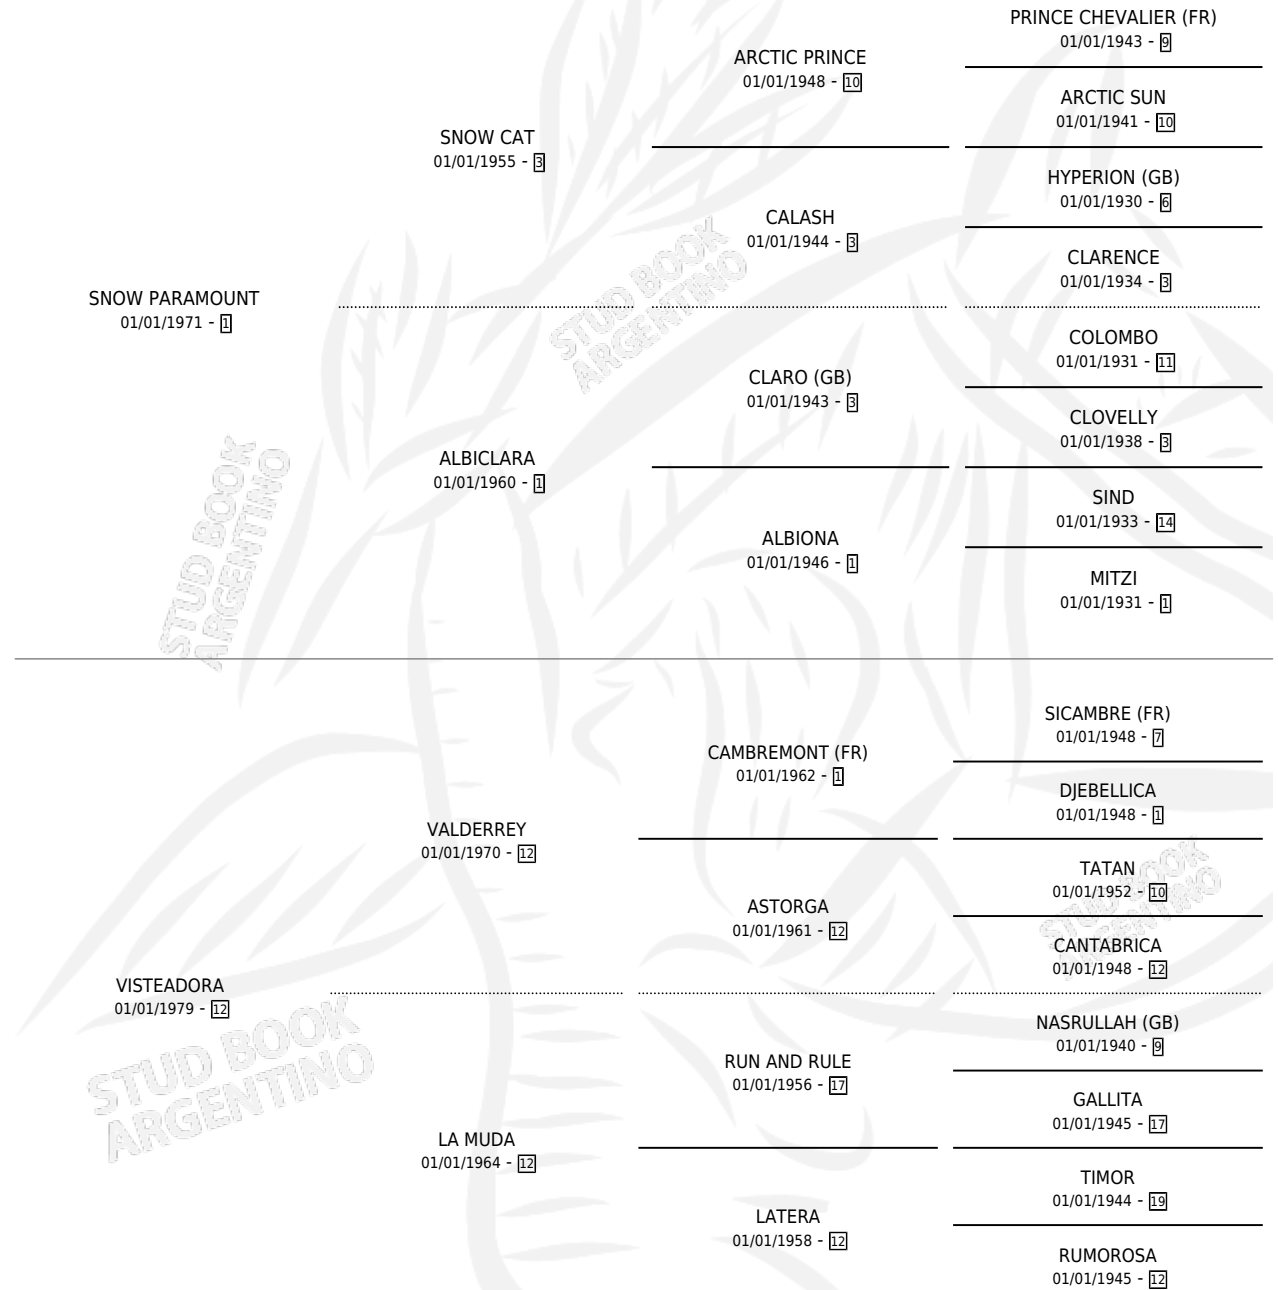 PRINCE CHEVALIER (FR)
01/01/1943 - 9
ARCTIC PRINCE
01/01/1948 - 10
ARCTIC SUN
01/01/1941 - 10
SNOW CAT
01/01/1955 - 3
HYPERION (GB)
01/01/1930 - 6
CALASH
01/01/1944 - 3
CLARENCE
01/01/1934 - 3
SNOW PARAMOUNT
01/01/1971 - 1
COLOMBO
01/01/1931 - 11
CLARO (GB)
01/01/1943 - 3
CLOVELLY
01/01/1938 - 3
ALBICLARA
01/01/1960 - 1
SIND
01/01/1933 - 14
ALBIONA
01/01/1946 - 1
MITZI
01/01/1931 - 1
STUD BOOK
ARGENTINO
STUD BOOK
ARGENTINO
SICAMBRE (FR)
01/01/1948 - 7
CAMBREMONT (FR)
01/01/1962 - 1
DJEBELLICA
01/01/1948 - 1
VALDERREY
01/01/1970 - 12
TATAN
01/01/1952 - 10
ASTORGA
01/01/1961 - 12
CANTABRICA
01/01/1948 - 12
VISTEADORA
01/01/1979 - 12
NASRULLAH (GB)
01/01/1940 - 9
RUN AND RULE
01/01/1956 - 17
GALLITA
01/01/1945 - 17
LA MUDA
01/01/1964 - 12
TIMOR
01/01/1944 - 19
LATERA
01/01/1958 - 12
RUMOROSA
01/01/1945 - 12
STUD BOOK
ARGENTINO
STUD BOOK
ARGENTINO